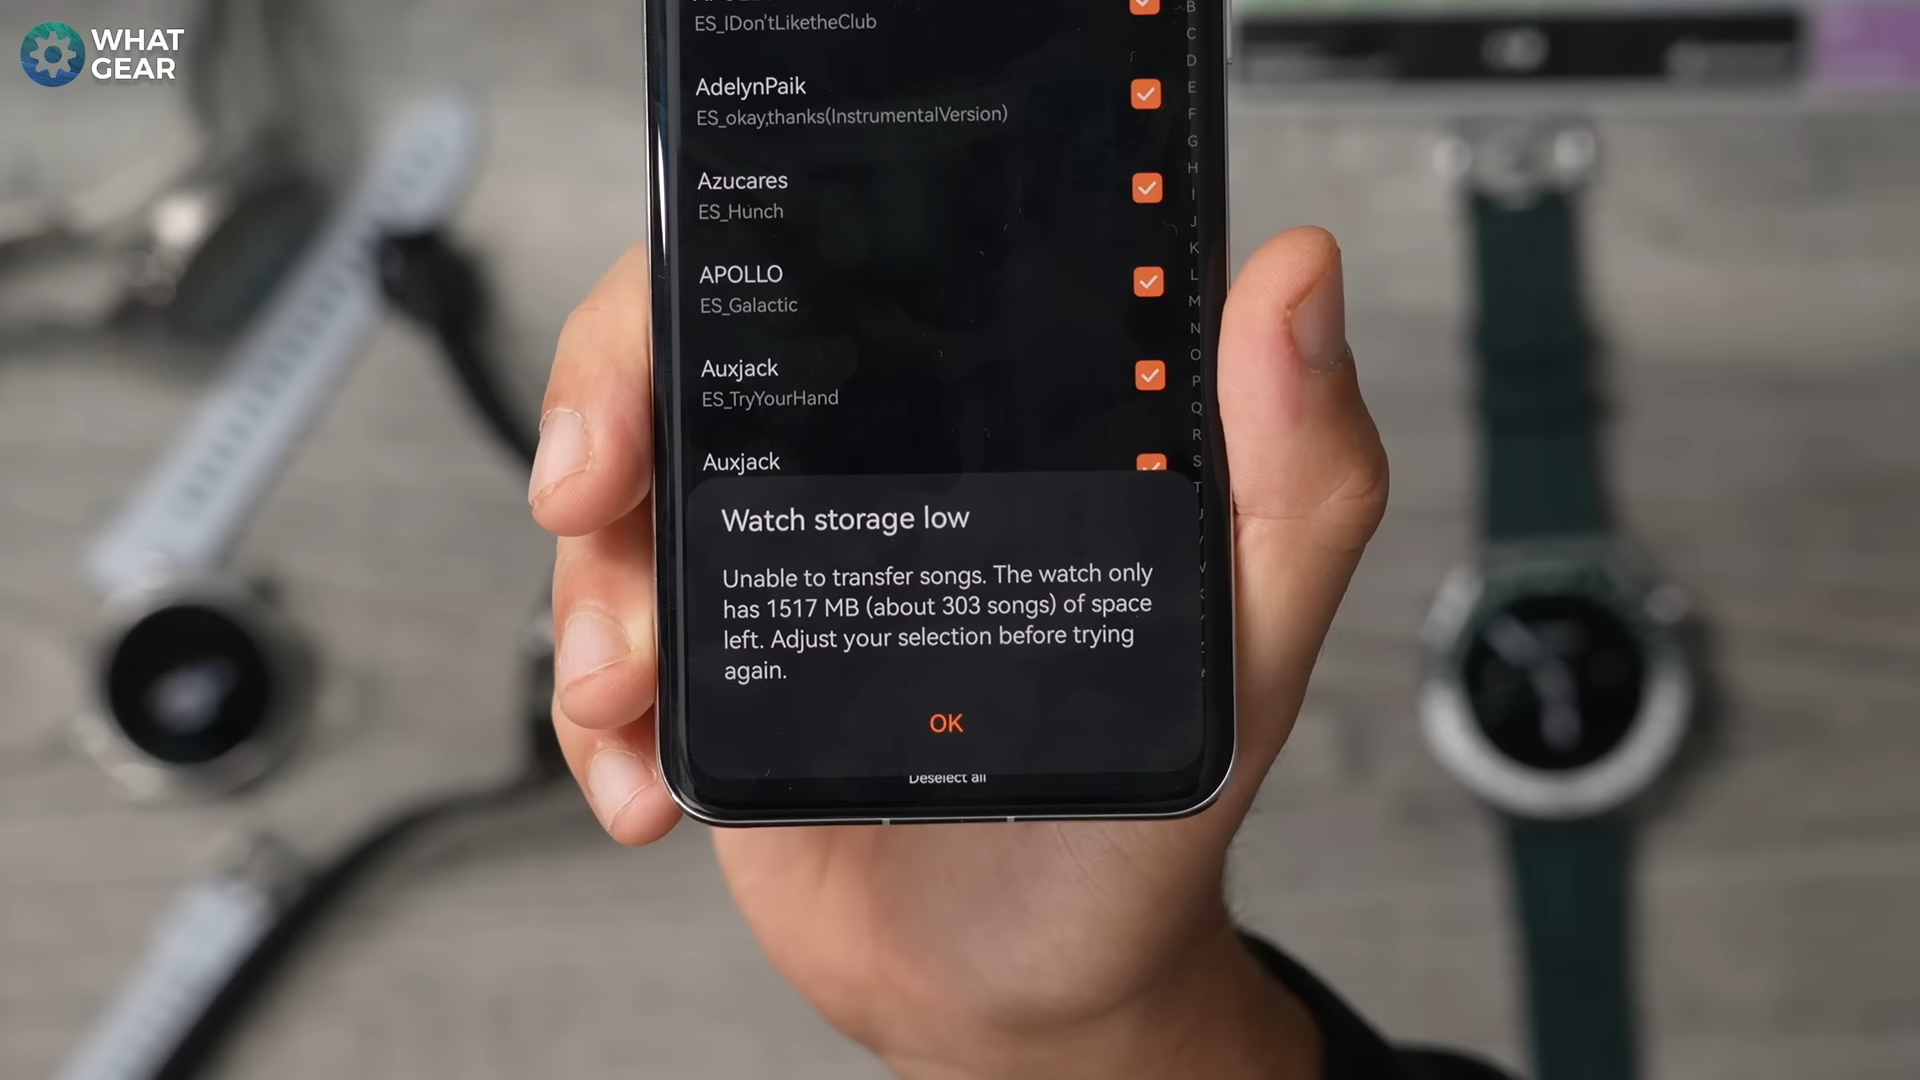 WHAT
GEAR
ES_IDon'tLiketheClub
AdelynPaik
ES_okay,thanks(InstrumentalVersion)
Azucares
ES_Hunch
APOLLO
ES_Galactic
Auxjack
ES_TryYourHand
Auxjack
B
C
D
E
F
G
H
I
J
K
L
M
N
O
P
Q
R
S
T
U
Watch storage low
Unable to transfer songs. The watch only
has 1517 MB (about 303 songs) of space
left. Adjust your selection before trying
again.
OK
Deselect all